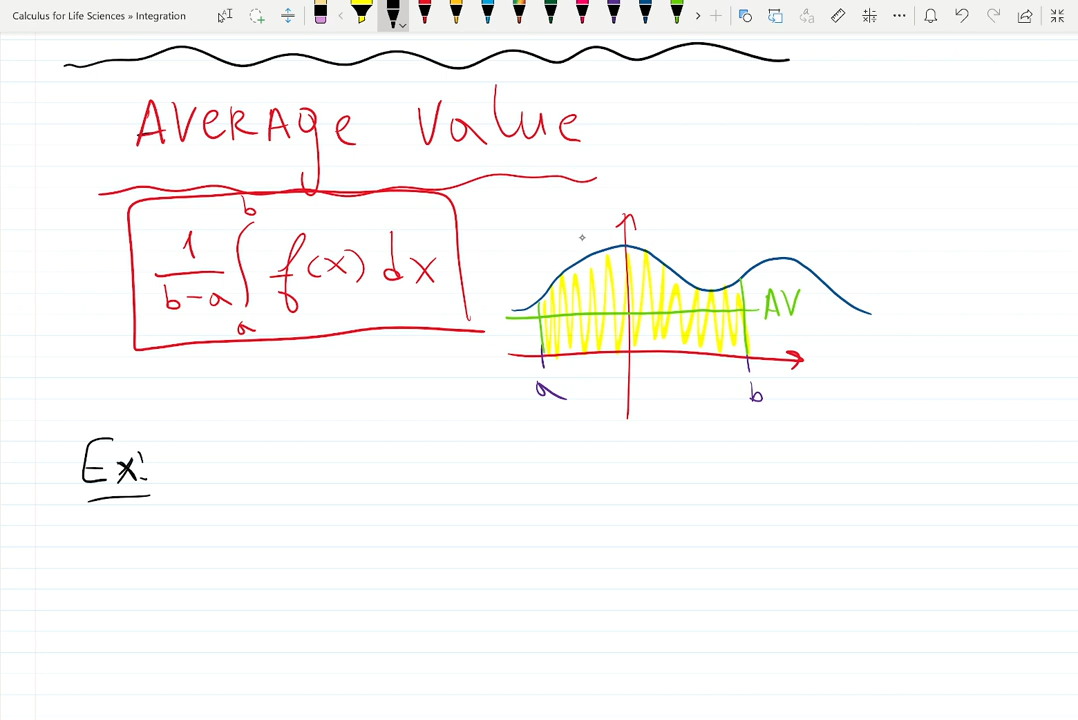 Calculus for Life Sciences » Integration
AVERAge Value
1/(b-a) ∫_a^b f(x) dx
AV
a
b
Ex: